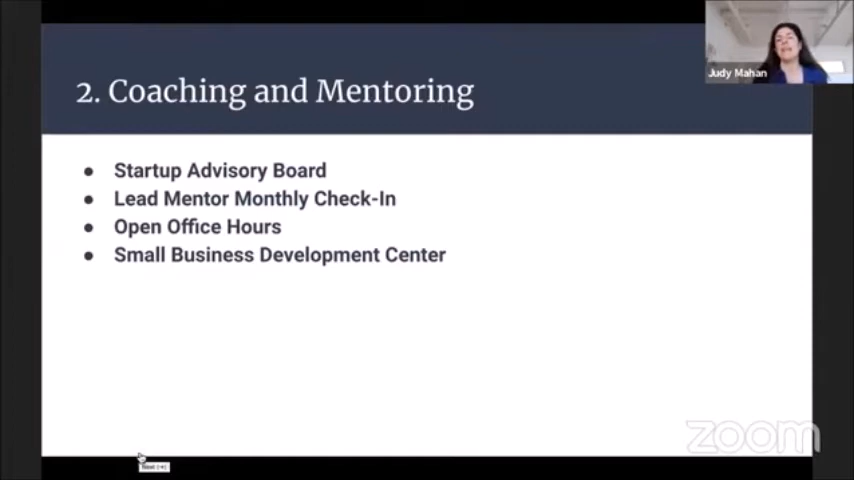 2. Coaching and Mentoring
Judy Mahan
● Startup Advisory Board
● Lead Mentor Monthly Check-In
● Open Office Hours
● Small Business Development Center
zoom